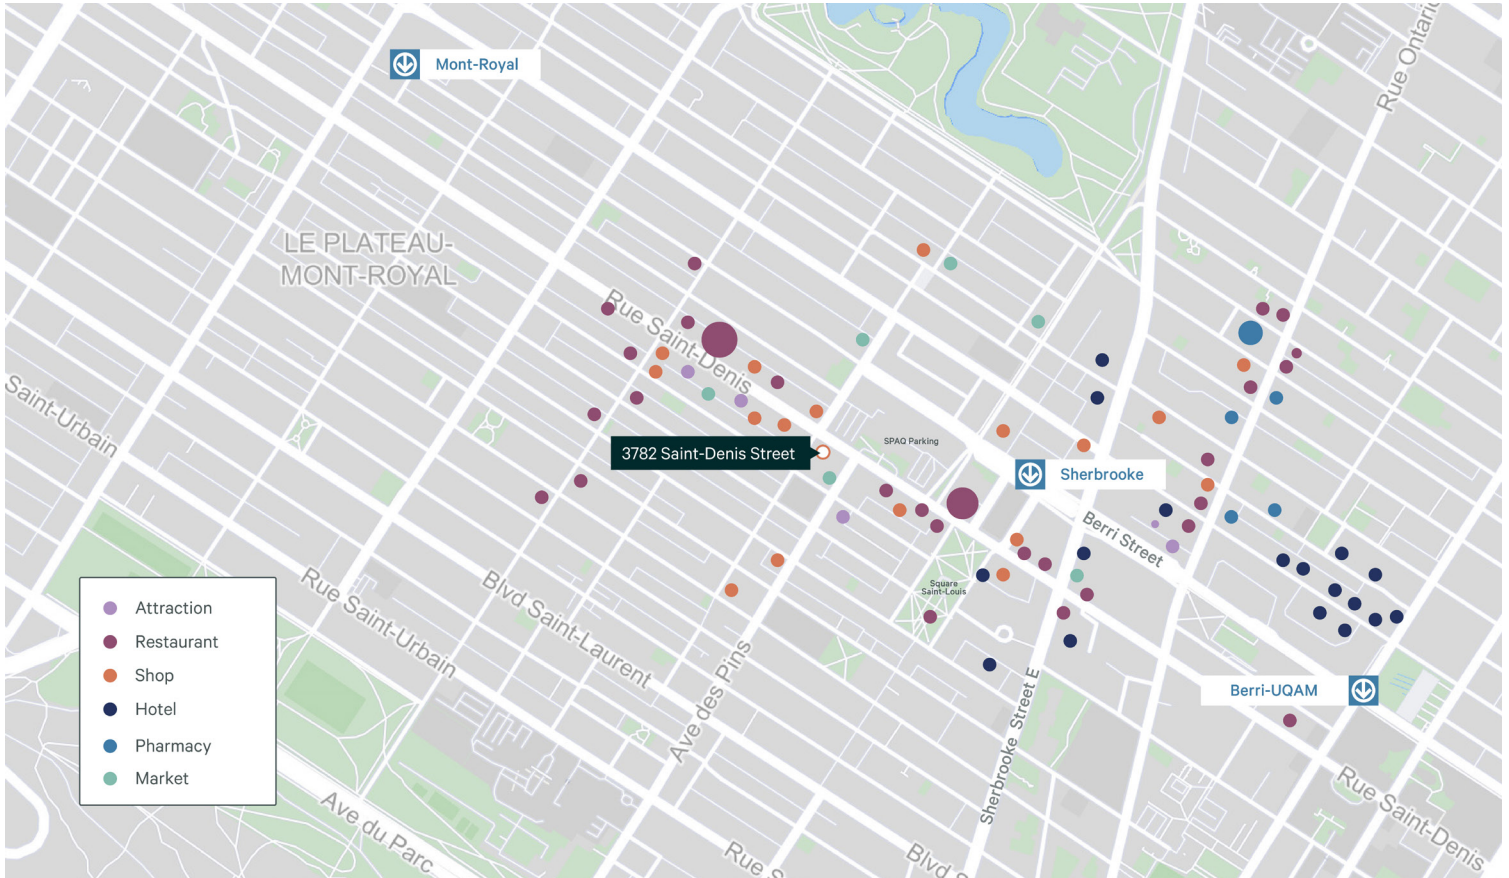 Mont-Royal
Rue Ontario
LE PLATEAU-
MONT-ROYAL
Rue Saint-Denis
Saint-Urbain
3782 Saint-Denis Street
SPAQ Parking
Sherbrooke
Berri Street
Square
Saint-Louis
Rue Saint-Urbain
Blvd Saint-Laurent
Ave des Pins
Sherbrooke Street E
Berri-UQAM
Attraction
Restaurant
Shop
Hotel
Pharmacy
Market
Ave du Parc
Rue S
Blvd S
Rue Saint-Denis